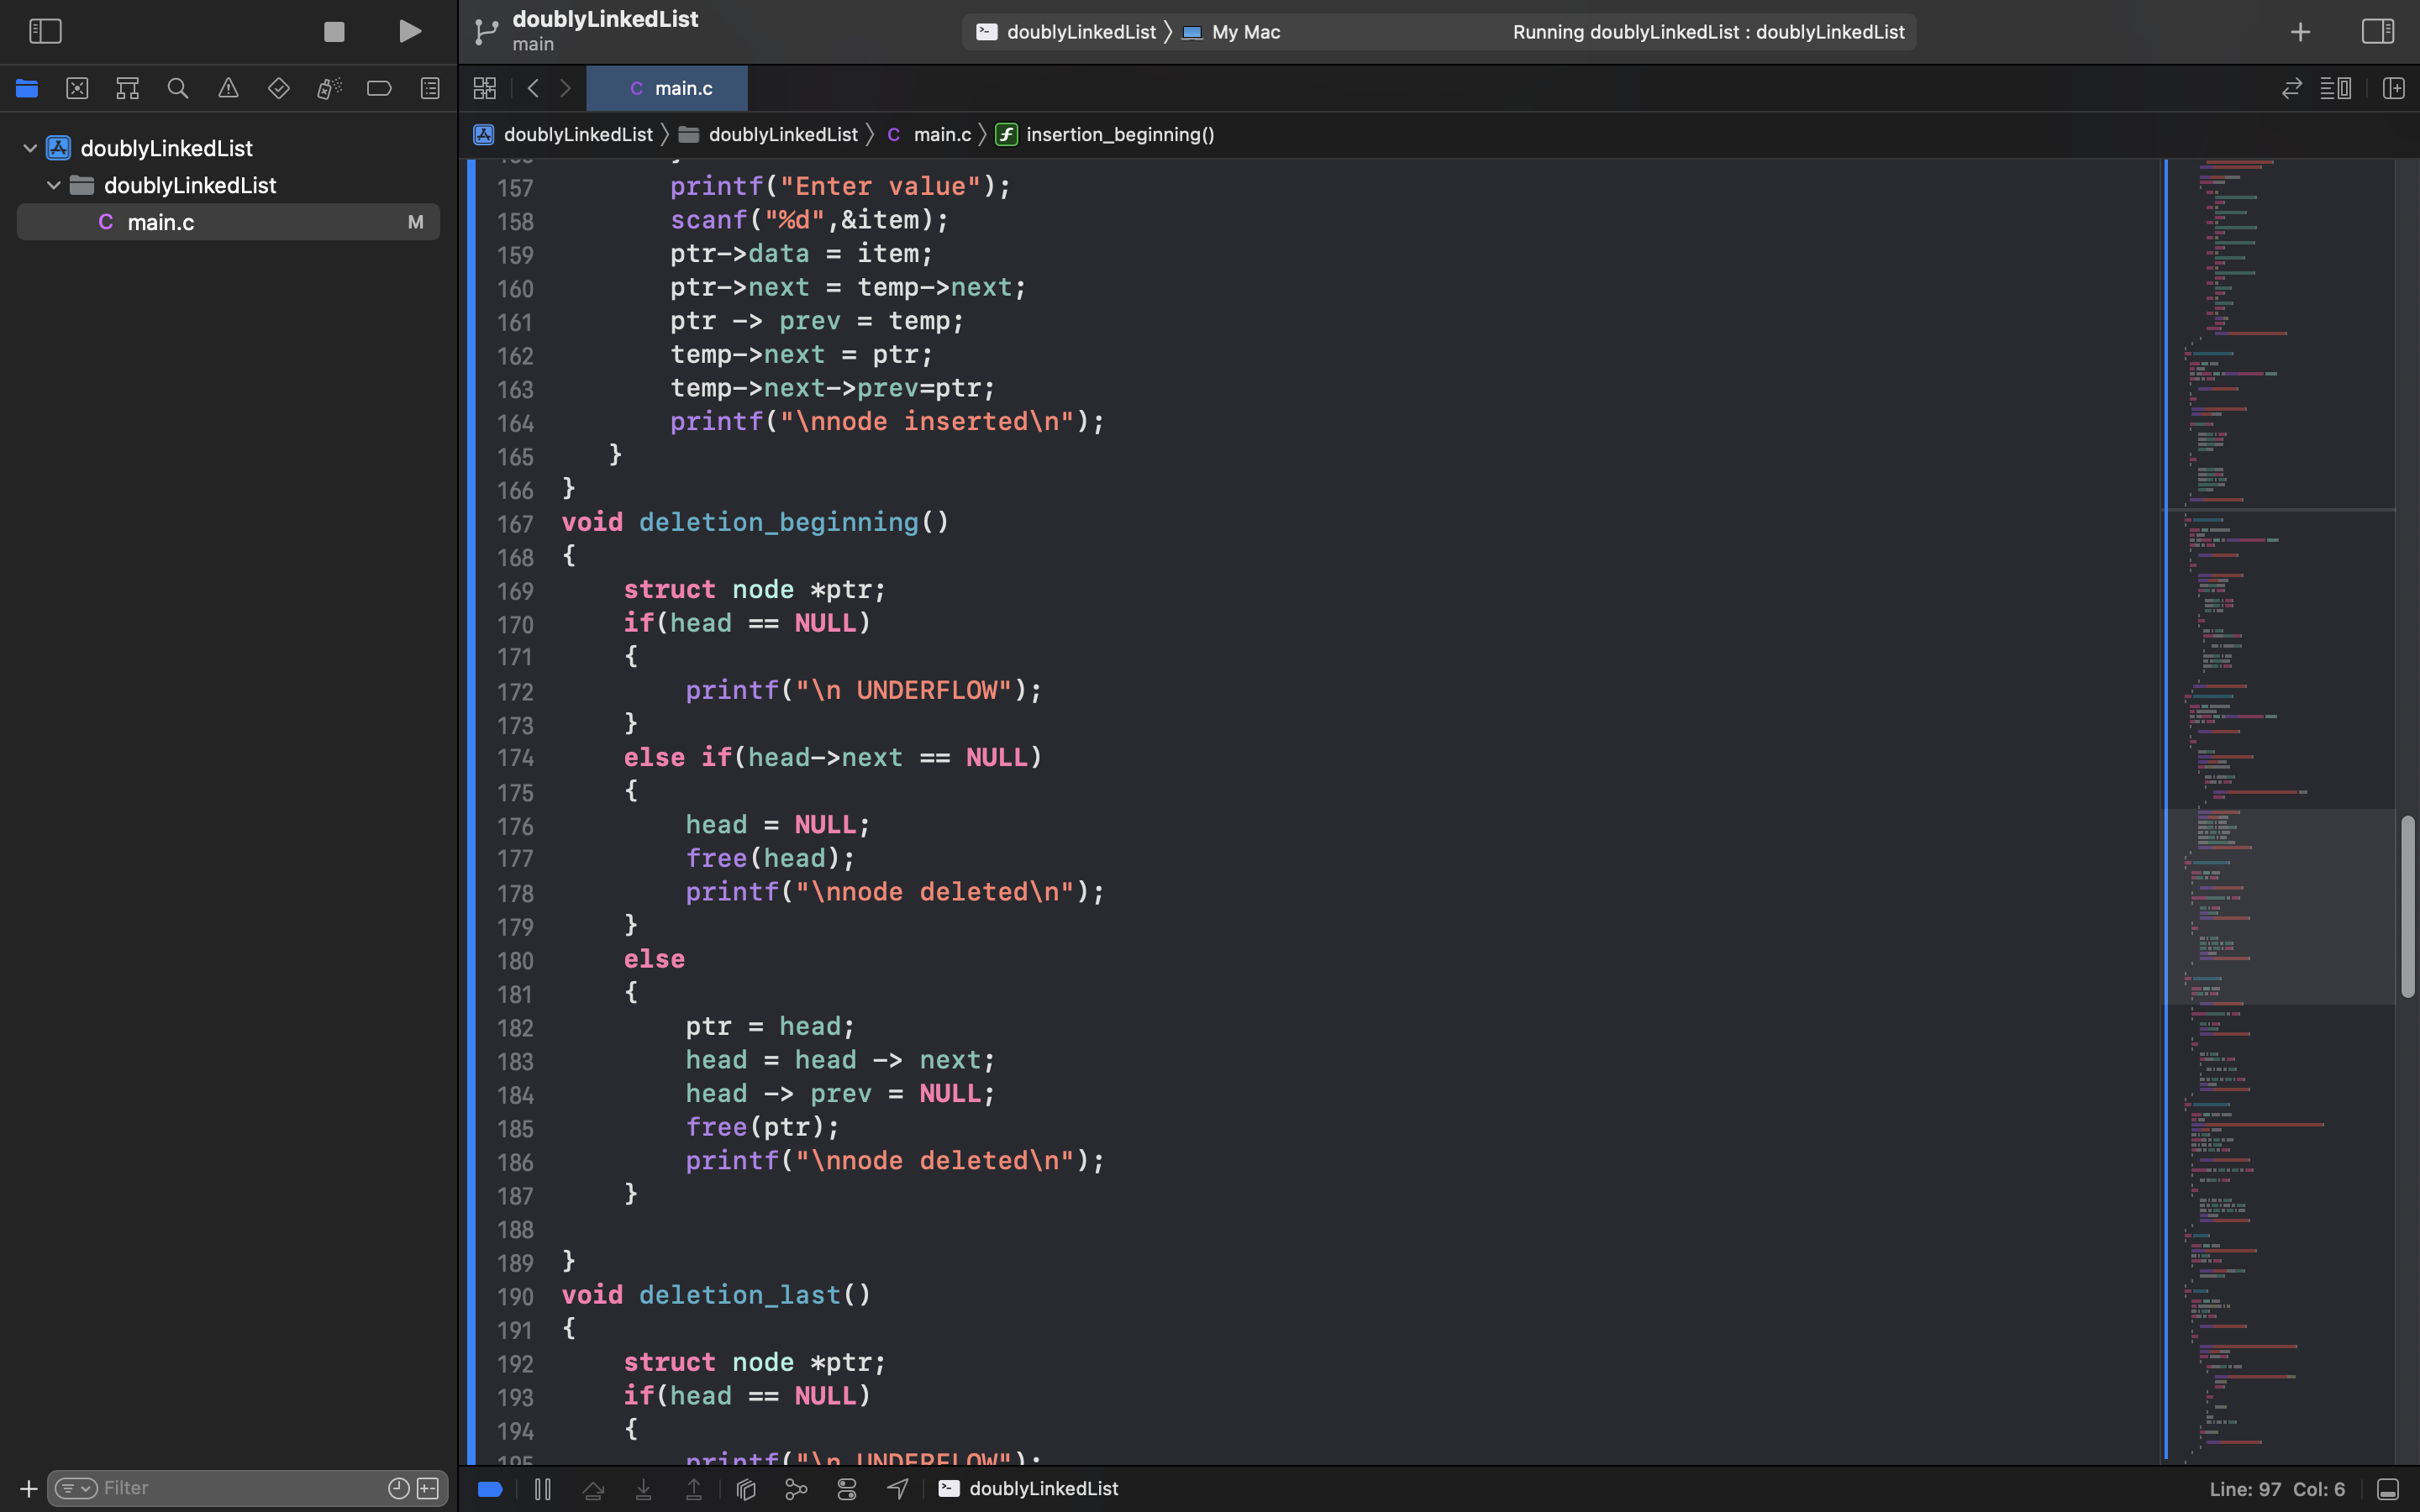 doublyLinkedList
main
doublyLinkedList 〉 My Mac
Running doublyLinkedList : doublyLinkedList
C main.c
doublyLinkedList 〉 doublyLinkedList 〉 C main.c 〉 f insertion_beginning()
doublyLinkedList
doublyLinkedList
C main.c M
157 printf("Enter value");
158 scanf("%d",&item);
159 ptr->data = item;
160 ptr->next = temp->next;
161 ptr -> prev = temp;
162 temp->next = ptr;
163 temp->next->prev=ptr;
164 printf("\nnode inserted\n");
165 }
166 }
167 void deletion_beginning()
168 {
169 struct node *ptr;
170 if(head == NULL)
171 {
172 printf("\n UNDERFLOW");
173 }
174 else if(head->next == NULL)
175 {
176 head = NULL;
177 free(head);
178 printf("\nnode deleted\n");
179 }
180 else
181 {
182 ptr = head;
183 head = head -> next;
184 head -> prev = NULL;
185 free(ptr);
186 printf("\nnode deleted\n");
187 }
188
189 }
190 void deletion_last()
191 {
192 struct node *ptr;
193 if(head == NULL)
194 {
195 printf("\n UNDERFLOW");
Filter
doublyLinkedList
Line: 97 Col: 6